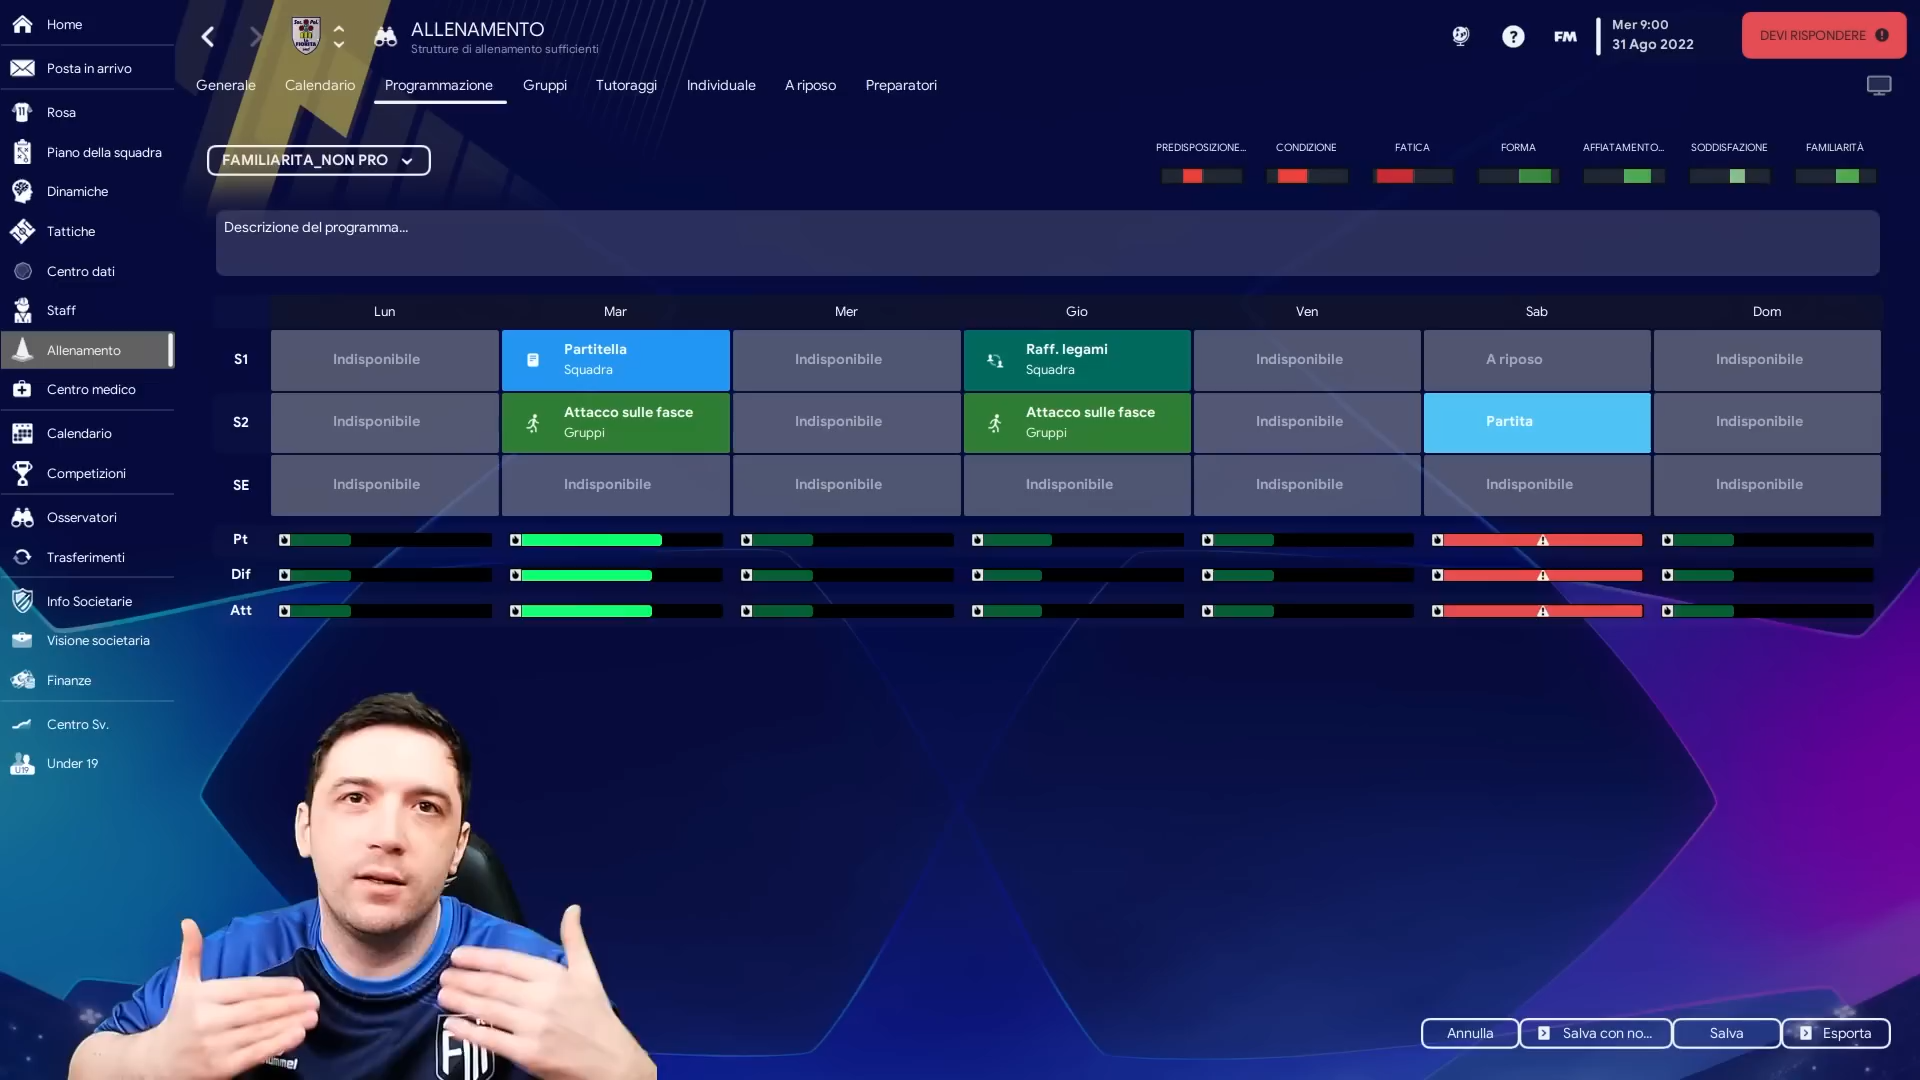 Home
Posta in arrivo
Rosa
Piano della squadra
Dinamiche
Tattiche
Centro dati
Staff
Allenamento
Centro medico
Calendario
Competizioni
Osservatori
Trasferimenti
Info Societarie
Visione societaria
Finanze
Centro Sv.
Under 19
ALLENAMENTO
Strutture di allenamento sufficienti
FM
Mer 9:00
31 Ago 2022
DEVI RISPONDERE
Generale Calendario Programmazione Gruppi Tutoraggi Individuale A riposo Preparatori
FAMILIARITA_NON PRO
PREDISPOSIZIONE... CONDIZIONE FATICA FORMA AFFIATAMENTO... SODDISFAZIONE FAMILIARITÀ
Descrizione del programma...
Lun Mar Mer Gio Ven Sab Dom
S1 Indisponibile Partitella Indisponibile Raff. legami Indisponibile A riposo Indisponibile
Squadra Squadra
S2 Indisponibile Attacco sulle fasce Indisponibile Attacco sulle fasce Indisponibile Partita Indisponibile
Gruppi Gruppi
SE Indisponibile Indisponibile Indisponibile Indisponibile Indisponibile Indisponibile Indisponibile
Pt
Dif
Att
Annulla Salva con no... Salva Esporta